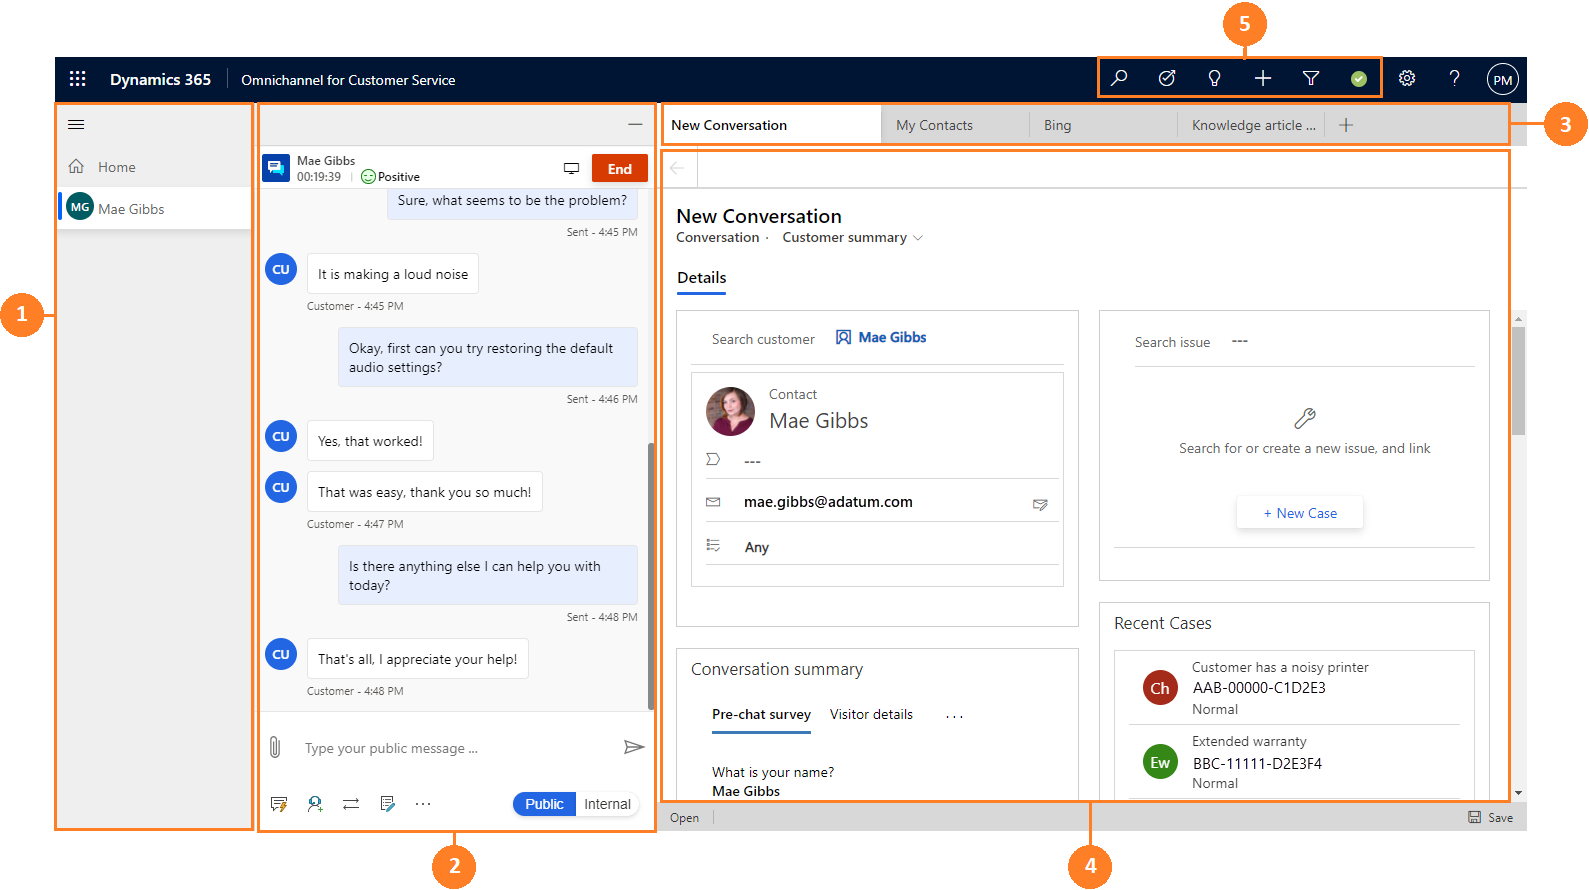 5
Dynamics 365
Omnichannel for Customer Service
PM
New Conversation
My Contacts
Bing
Knowledge article ...
3
Home
MG Mae Gibbs
1
Mae Gibbs
00:19:39
Positive
End
Sure, what seems to be the problem?
Sent - 4:45 PM
CU
It is making a loud noise
Customer - 4:45 PM
Okay, first can you try restoring the default
audio settings?
Sent - 4:46 PM
CU
Yes, that worked!
CU
That was easy, thank you so much!
Customer - 4:47 PM
Is there anything else I can help you with
today?
Sent - 4:48 PM
CU
That's all, I appreciate your help!
Customer - 4:48 PM
Type your public message ...
Public
Internal
2
New Conversation
Conversation · Customer summary
Details
Search customer
Mae Gibbs
Contact
Mae Gibbs
---
mae.gibbs@adatum.com
Any
Search issue
---
Search for or create a new issue, and link
+ New Case
Conversation summary
Pre-chat survey
Visitor details
...
What is your name?
Mae Gibbs
Recent Cases
Ch
Customer has a noisy printer
AAB-00000-C1D2E3
Normal
Ew
Extended warranty
BBC-11111-D2E3F4
Normal
Open
Save
4